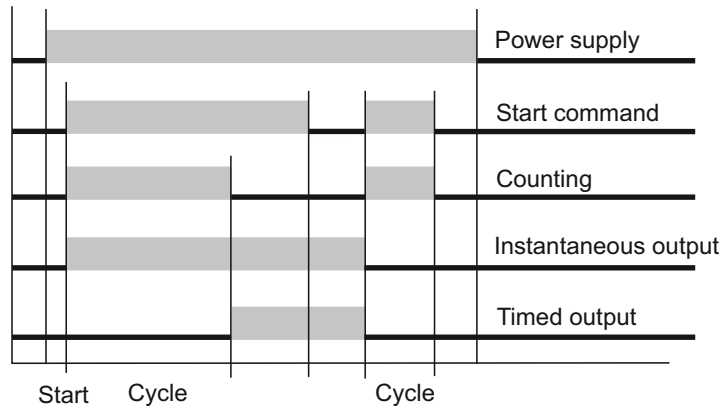 Power supply
Start command
Counting
Instantaneous output
Timed output
Start Cycle Cycle